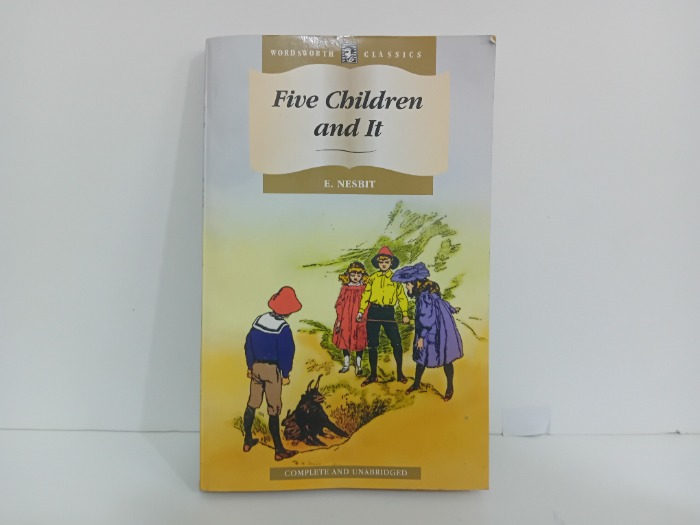 WORDSWORTH CLASSICS
Five Children
and It
E. NESBIT
COMPLETE AND UNABRIDGED